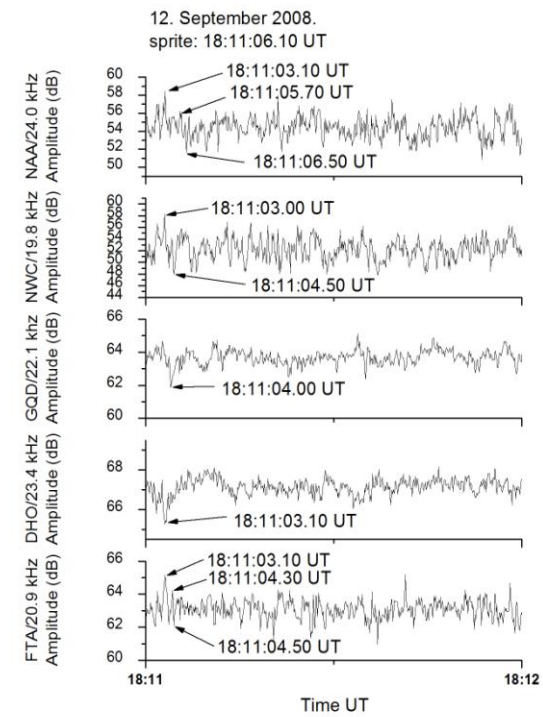 12. September 2008.
sprite: 18:11:06.10 UT
NAA/24.0 kHz
Amplitude (dB)
60
58
56
54
52
50
18:11:03.10 UT
18:11:05.70 UT
18:11:06.50 UT
NWC/19.8 kHz
Amplitude (dB)
60
58
56
54
52
50
48
46
44
18:11:03.00 UT
18:11:04.50 UT
GQD/22.1 khz
Amplitude (dB)
66
64
62
60
18:11:04.00 UT
DHO/23.4 kHz
Amplitude (dB)
68
66
18:11:03.10 UT
FTA/20.9 kHz
Amplitude (dB)
66
64
62
60
18:11:03.10 UT
18:11:04.30 UT
18:11:04.50 UT
18:11
18:12
Time UT